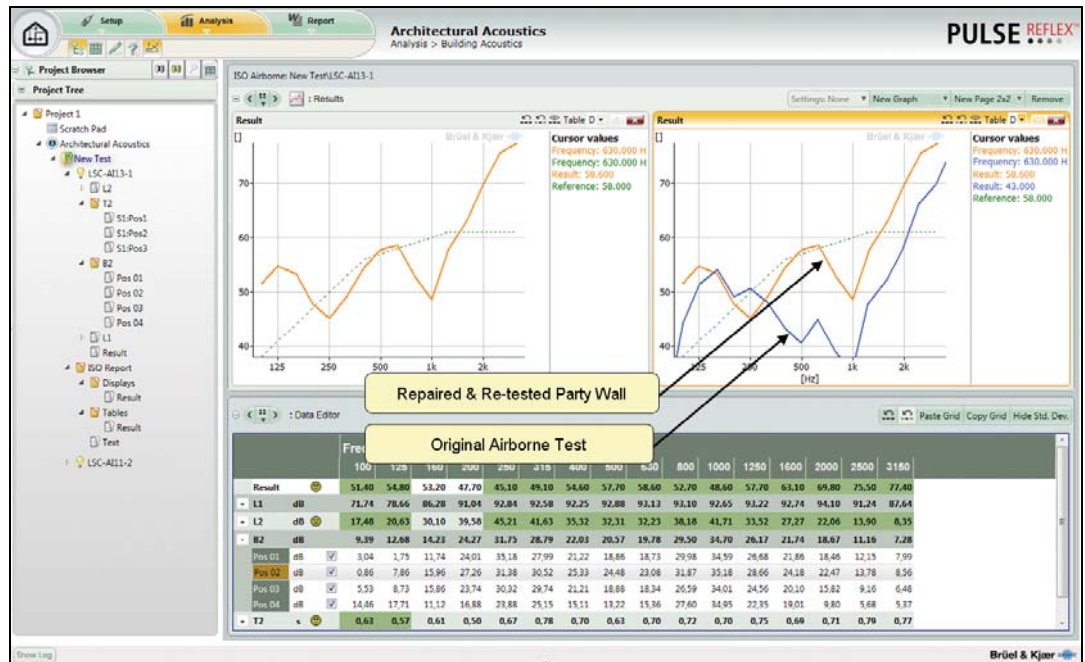 Setup
Analysis
Report
Architectural Acoustics
Analysis > Building Acoustics
PULSE REFLEX™
Project Browser
Project Tree
Project 1
Scratch Pad
Architectural Acoustics
New Test
LSC-AI13-1
L2
T2
S1:Pos1
S1:Pos2
S1:Pos3
B2
Pos 01
Pos 02
Pos 03
Pos 04
L1
Result
ISO Report
Displays
Result
Tables
Result
Text
LSC-AI11-2
ISO Airborne: New Test\LSC-AI13-1
: Results
Settings: None New Graph New Page 2x2 Remove
Result Table D
[]
Brüel & Kjær
Cursor values
Frequency: 630.000 H
Frequency: 630.000 H
Result: 58.600
Reference: 58.000
70
60
50
40
125 250 500 1k 2k
Result Table D
[]
Brüel & Kjær
Cursor values
Frequency: 630.000 H
Frequency: 630.000 H
Result: 58.600
Result: 43.000
Reference: 58.000
70
60
50
40
125 250 500 1k 2k
[Hz]
Repaired & Re-tested Party Wall
Original Airborne Test
: Data Editor
Paste Grid Copy Grid Hide Std. Dev.
100 125 160 200 250 315 400 500 630 800 1000 1250 1600 2000 2500 3150
Result 51,40 54,80 53,20 47,70 45,10 49,10 54,60 57,70 58,60 52,70 48,60 57,70 63,10 69,80 75,50 77,40
L1 dB 71,74 78,66 86,28 91,04 92,84 92,58 92,25 92,88 93,13 93,10 92,65 93,22 92,74 94,10 91,24 87,64
L2 dB 17,48 20,63 30,10 39,58 45,21 41,63 35,32 32,31 32,23 38,18 41,71 33,52 27,27 22,06 13,90 8,35
B2 dB 9,39 12,68 14,23 24,27 31,75 28,79 22,03 20,57 19,78 29,50 34,70 26,17 21,74 18,67 11,16 7,28
Pos 01 dB 3,04 1,75 11,74 24,01 35,18 27,99 21,22 18,86 18,73 29,98 34,59 26,68 21,86 18,46 12,15 7,99
Pos 02 dB 0,86 7,86 15,96 27,26 31,38 30,52 25,33 24,48 23,08 31,87 35,18 28,66 24,18 22,47 13,78 8,56
Pos 03 dB 5,53 8,73 15,86 23,74 30,32 29,74 21,21 18,88 18,34 26,59 34,01 24,56 20,10 15,82 9,16 6,48
Pos 04 dB 14,46 17,71 11,12 16,88 23,88 25,15 15,11 13,22 15,36 27,60 34,95 22,35 19,01 9,80 5,68 5,37
T2 s 0,63 0,57 0,61 0,50 0,67 0,78 0,70 0,63 0,70 0,72 0,70 0,75 0,69 0,71 0,79 0,77
Show Log
Brüel & Kjær